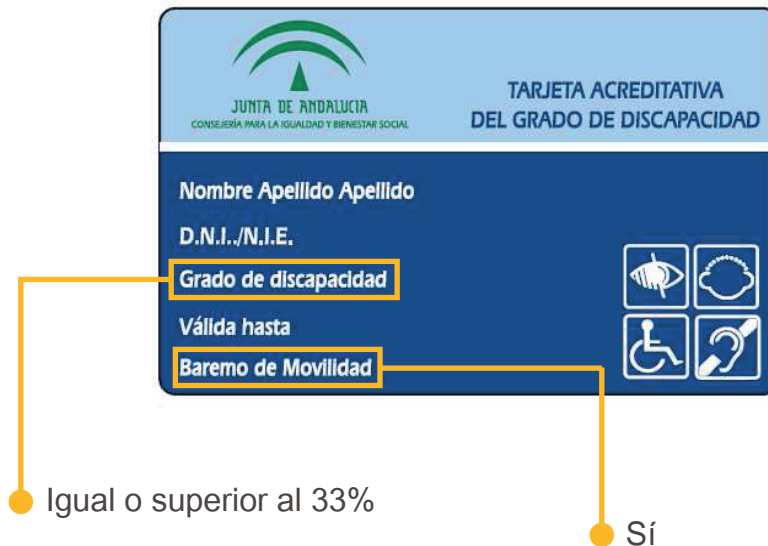 JUNTA DE ANDALUCIA
CONSEJERÍA PARA LA IGUALDAD Y BIENESTAR SOCIAL
TARJETA ACREDITATIVA
DEL GRADO DE DISCAPACIDAD
Nombre Apellido Apellido
D.N.I../N.I.E.
Grado de discapacidad
Válida hasta
Baremo de Movilidad
Igual o superior al 33%
Sí